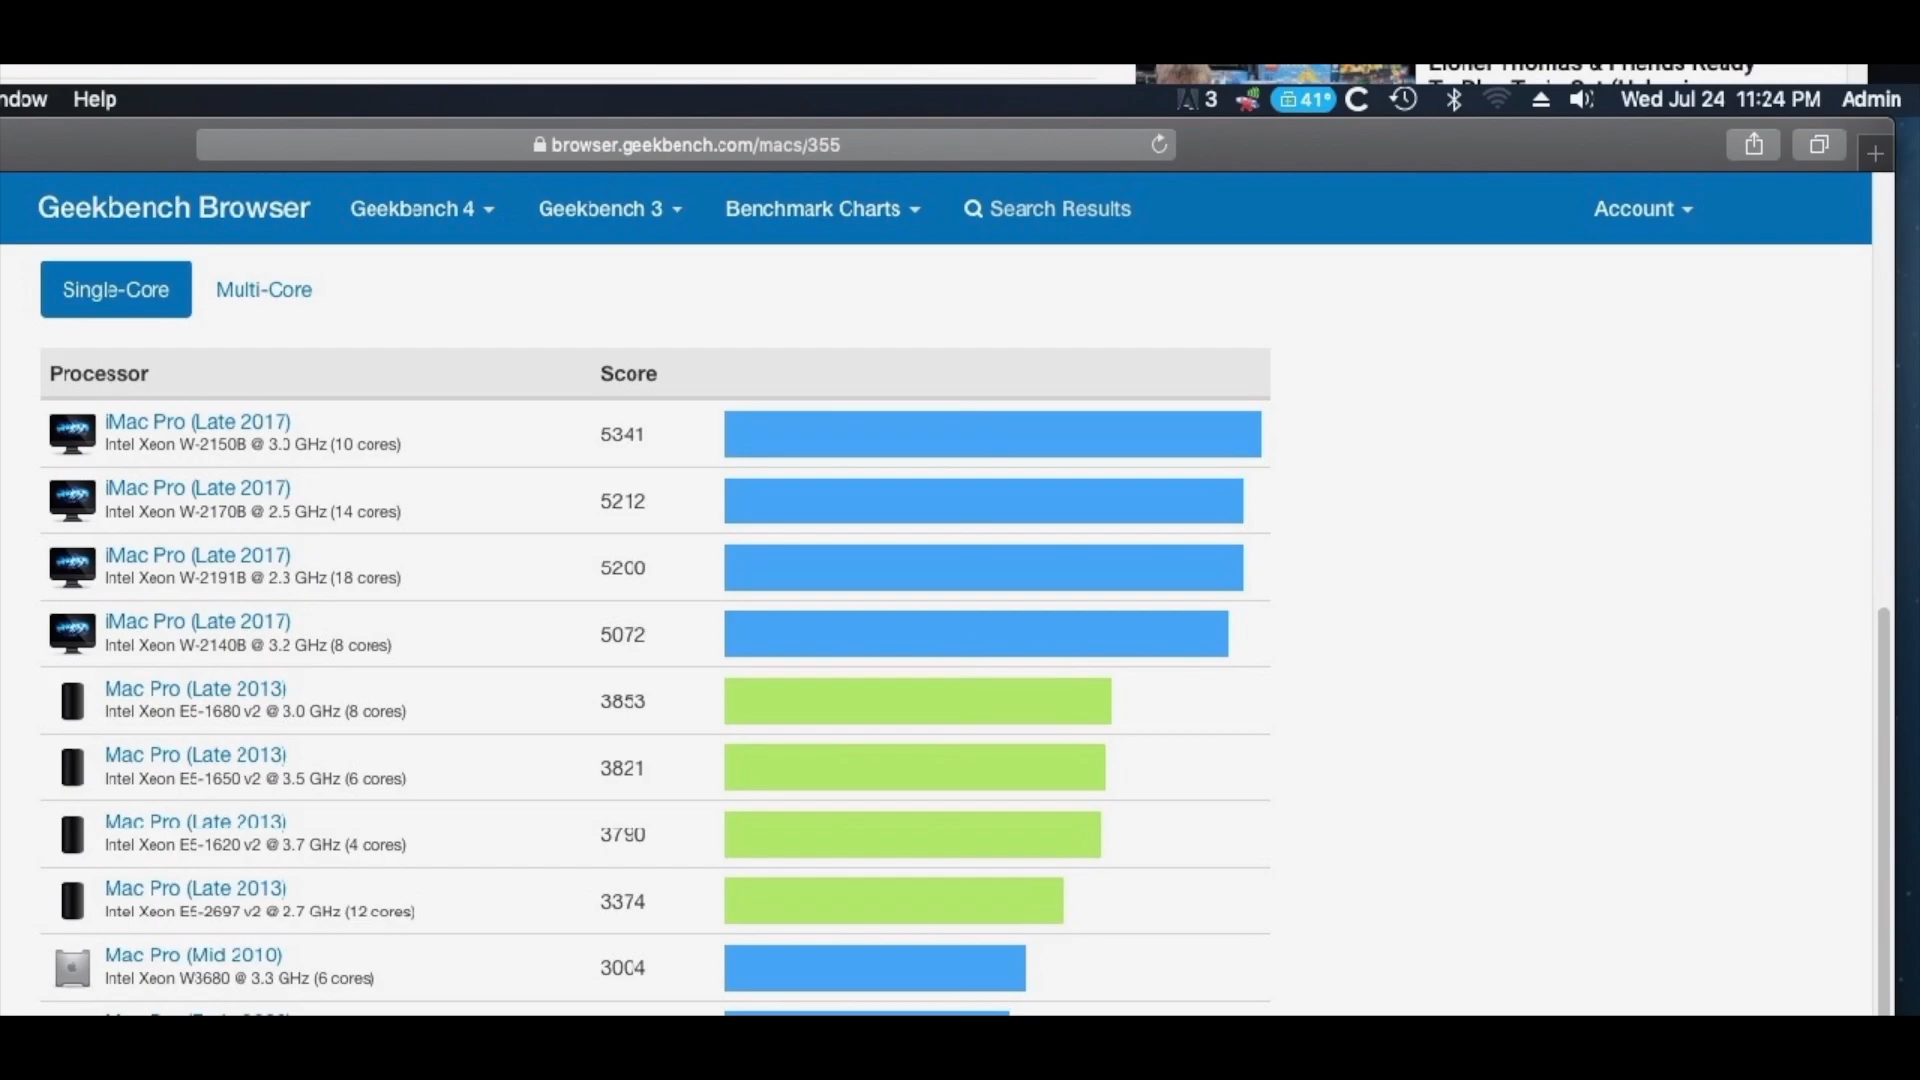 Help
3
41°
Wed Jul 24 11:24 PM Admin
browser.geekbench.com/macs/355
Geekbench Browser Geekbench 4 Geekbench 3 Benchmark Charts Search Results Account
Single-Core Multi-Core
Processor Score
iMac Pro (Late 2017)
Intel Xeon W-2150B @ 3.0 GHz (10 cores)
5341
iMac Pro (Late 2017)
Intel Xeon W-2170B @ 2.5 GHz (14 cores)
5212
iMac Pro (Late 2017)
Intel Xeon W-2191B @ 2.3 GHz (18 cores)
5200
iMac Pro (Late 2017)
Intel Xeon W-2140B @ 3.2 GHz (8 cores)
5072
Mac Pro (Late 2013)
Intel Xeon E5-1680 v2 @ 3.0 GHz (8 cores)
3853
Mac Pro (Late 2013)
Intel Xeon E5-1650 v2 @ 3.5 GHz (6 cores)
3821
Mac Pro (Late 2013)
Intel Xeon E5-1620 v2 @ 3.7 GHz (4 cores)
3790
Mac Pro (Late 2013)
Intel Xeon E5-2697 v2 @ 2.7 GHz (12 cores)
3374
Mac Pro (Mid 2010)
Intel Xeon W3680 @ 3.3 GHz (6 cores)
3004